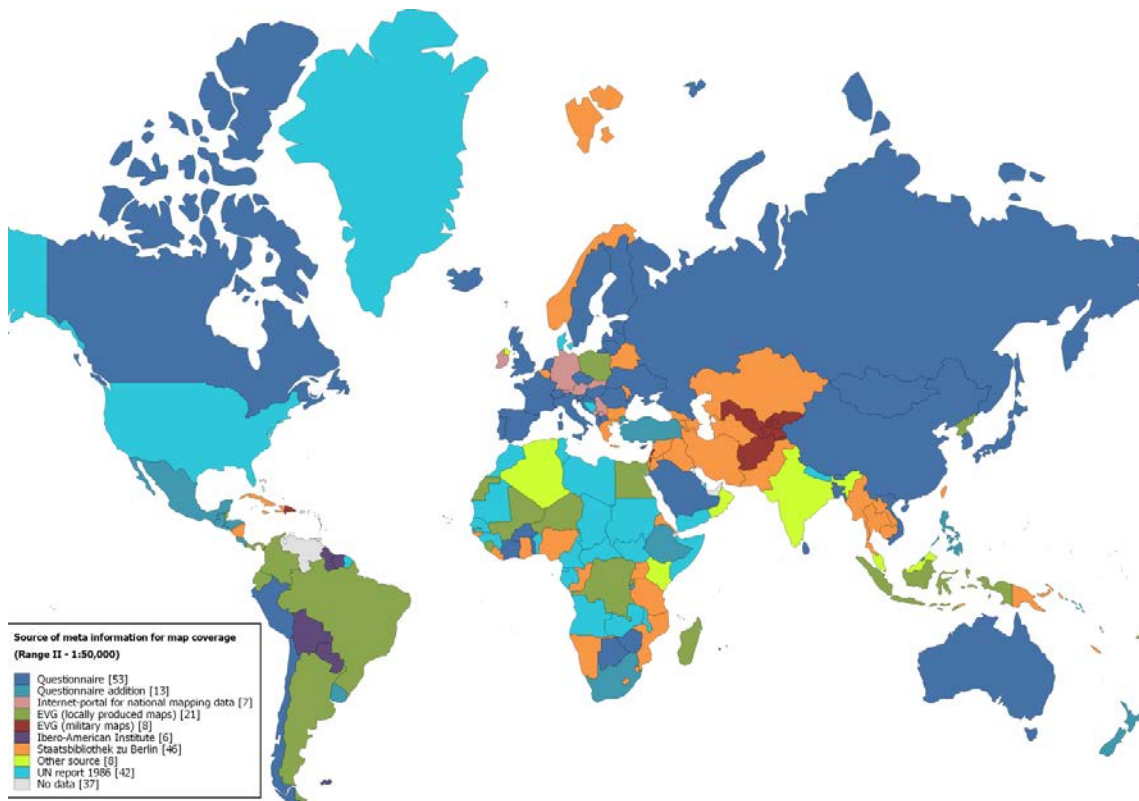 Source of meta information for map coverage
(Range II - 1:50,000)
Questionnaire [53]
Questionnaire addition [13]
Internet-portal for national mapping data [7]
EVG (locally produced maps) [21]
EVG (military maps) [8]
Ibero-American Institute [6]
Staatsbibliothek zu Berlin [46]
Other source [8]
UN report 1986 [42]
No data [37]